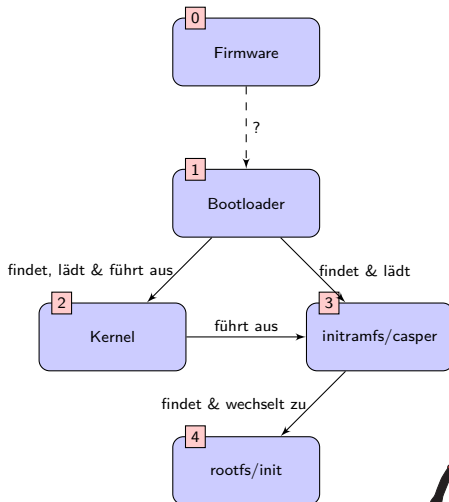 0
Firmware
?
1
Bootloader
findet, lädt & führt aus
findet & lädt
2
Kernel
führt aus
3
initramfs/casper
findet & wechselt zu
4
rootfs/init